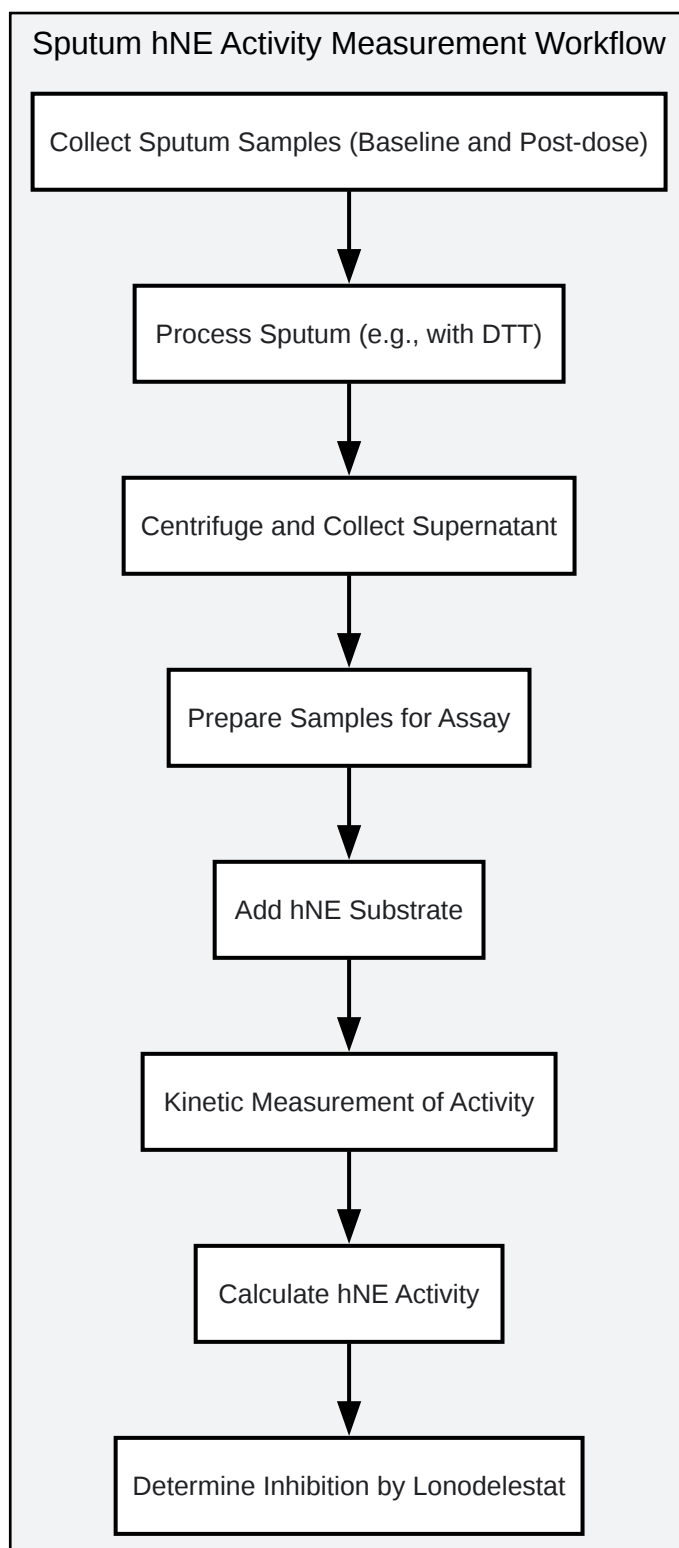 Sputum hNE Activity Measurement Workflow
Collect Sputum Samples (Baseline and Post-dose)
Process Sputum (e.g., with DTT)
Centrifuge and Collect Supernatant
Prepare Samples for Assay
Add hNE Substrate
Kinetic Measurement of Activity
Calculate hNE Activity
Determine Inhibition by Lonodelestat